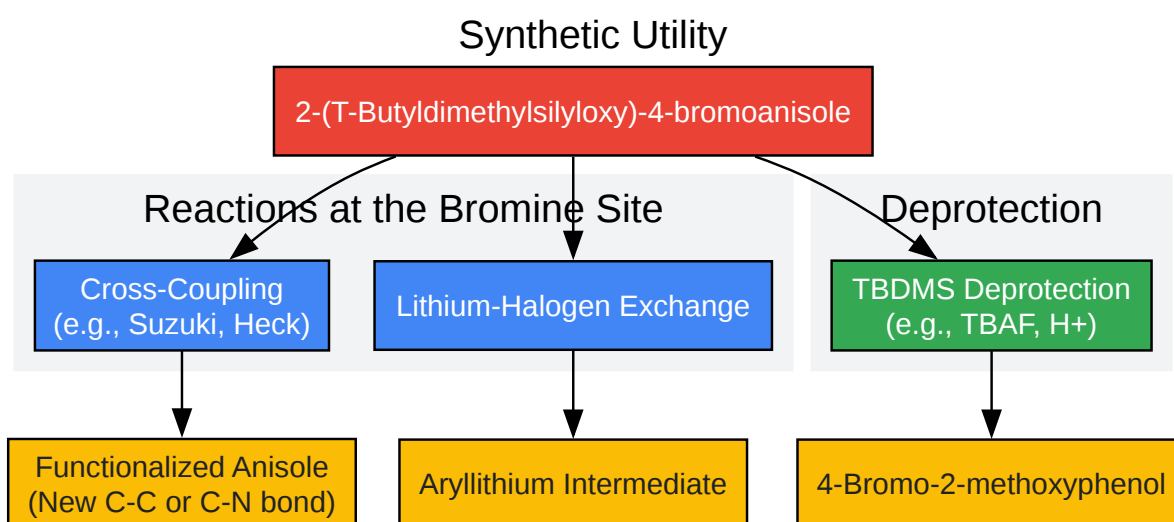 Synthetic Utility
2-(T-Butyldimethylsilyloxy)-4-bromoanisole
Reactions at the Bromine Site
Deprotection
Cross-Coupling
(e.g., Suzuki, Heck)
Lithium-Halogen Exchange
TBDMS Deprotection
(e.g., TBAF, H+)
Functionalized Anisole
(New C-C or C-N bond)
Aryllithium Intermediate
4-Bromo-2-methoxyphenol